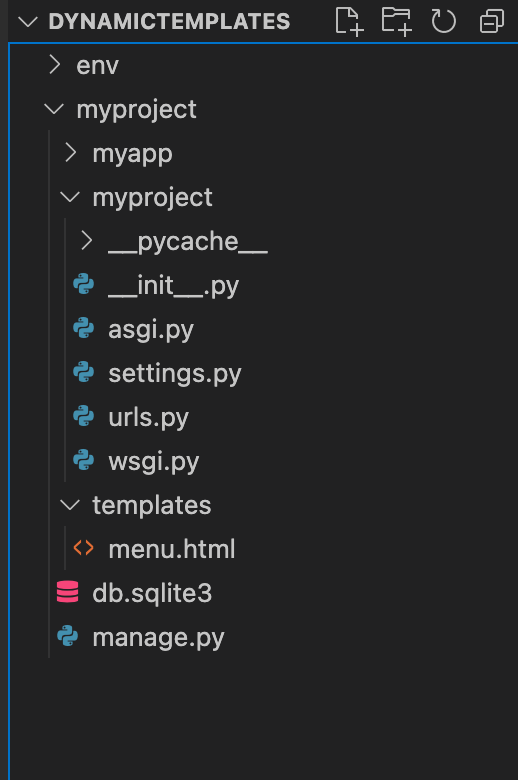 DYNAMICTEMPLATES
env
myproject
myapp
myproject
__pycache__
__init__.py
asgi.py
settings.py
urls.py
wsgi.py
templates
menu.html
db.sqlite3
manage.py